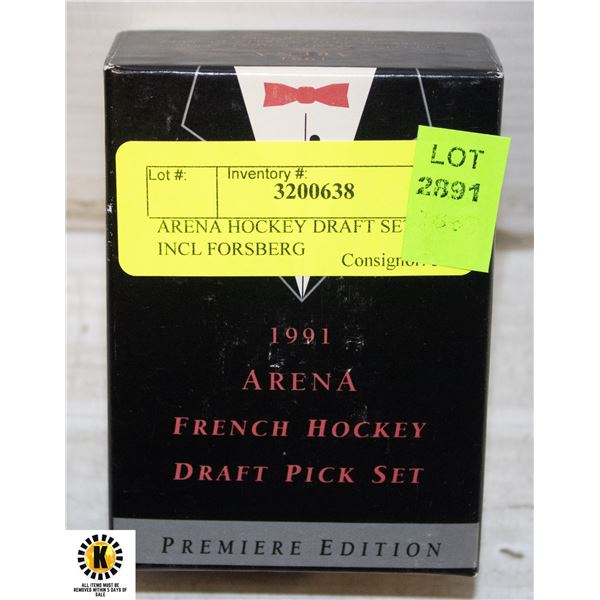 Lot #:
Inventory #:
3200638
LOT
2891
ARENA HOCKEY DRAFT SET
INCL FORSBERG
Consignor:
1991
ARENA
FRENCH HOCKEY
DRAFT PICK SET
PREMIERE EDITION
K
ALL ITEMS MUST BE
REMOVED WITHIN 5 DAYS OF
SALE